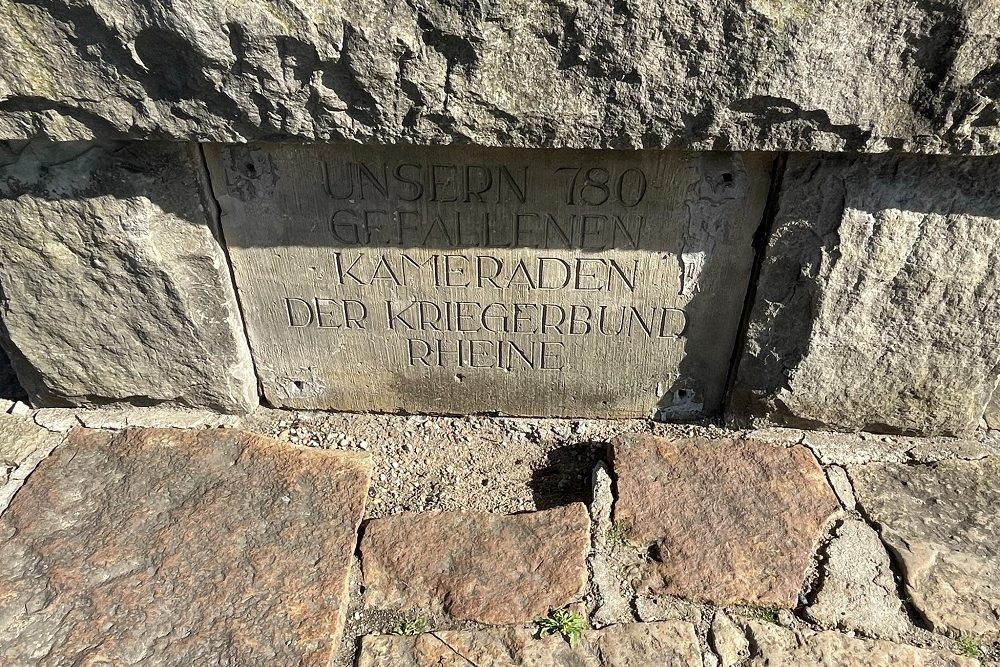 UNSERN 780
GEFALLENEN
KAMERADEN
DER KRIEGERBUND
RHEINE